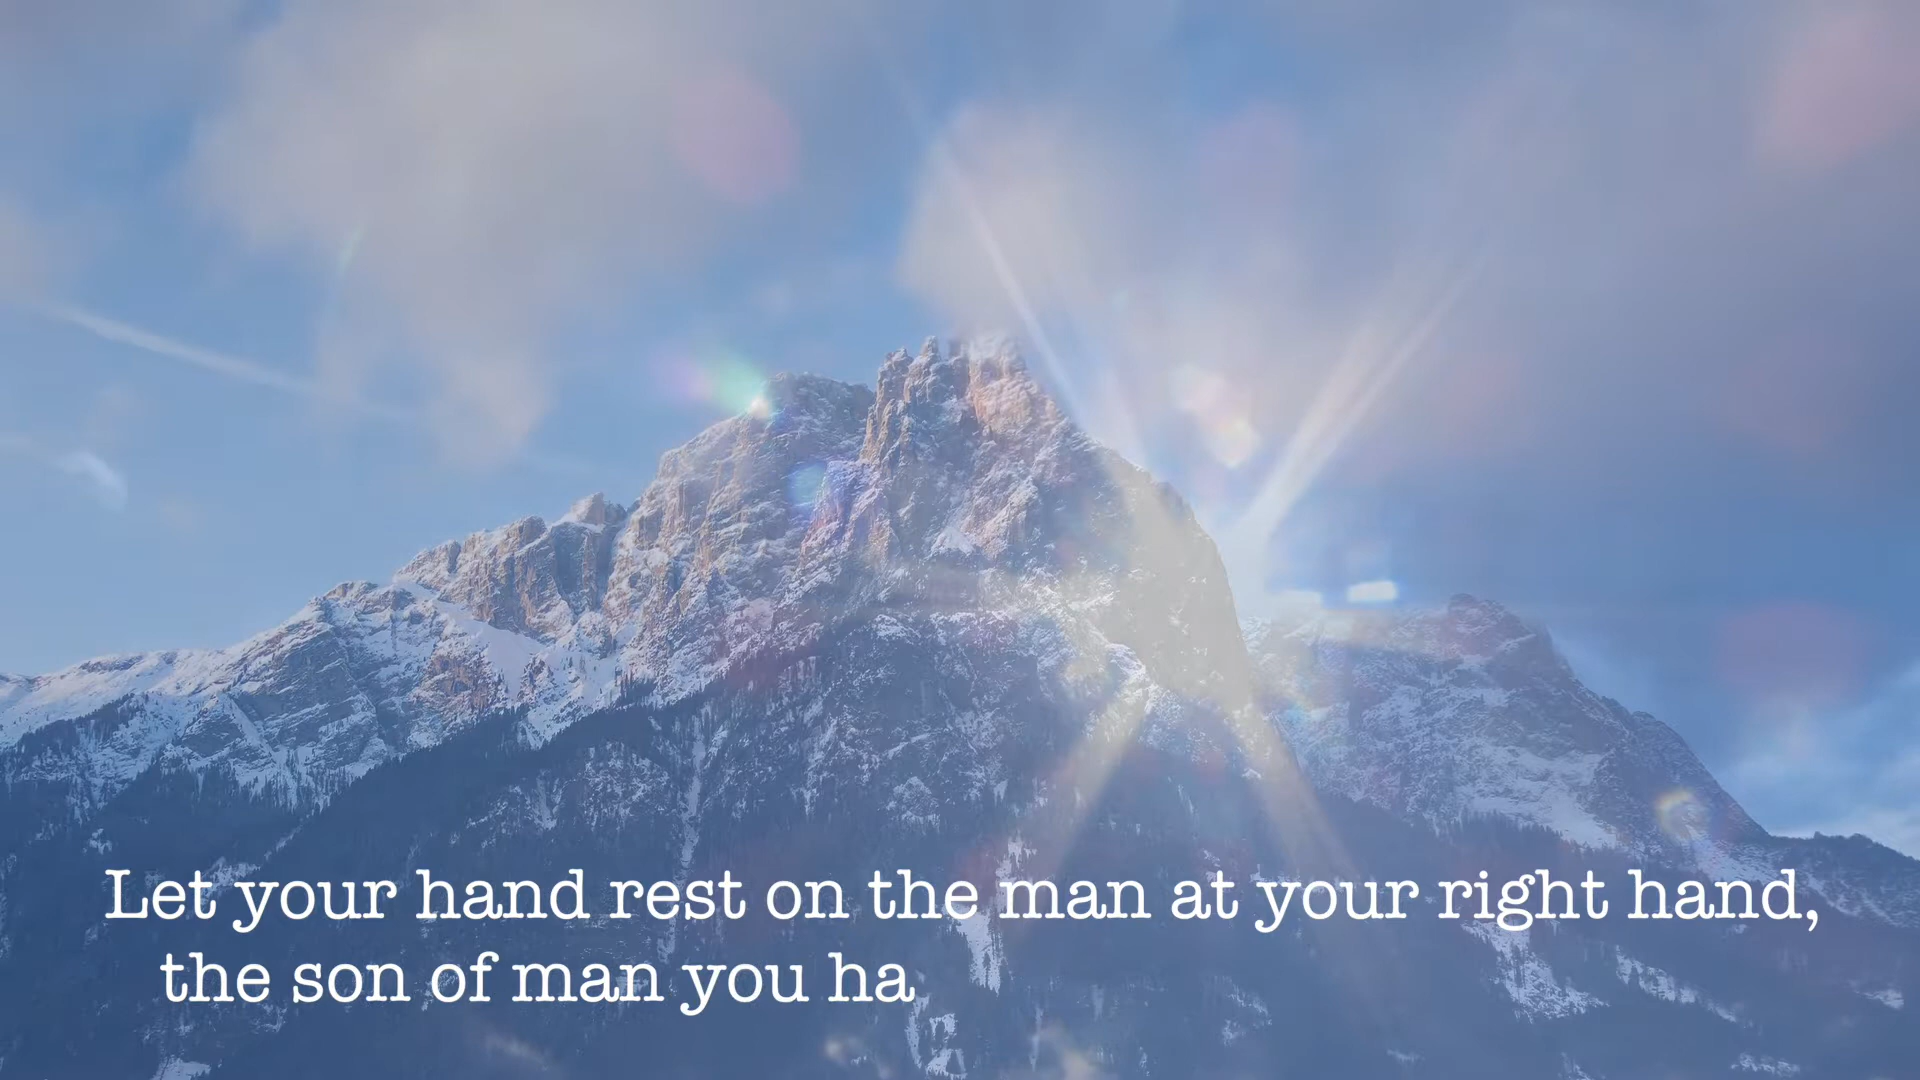 Let your hand rest on the man at your right hand,
the son of man you ha